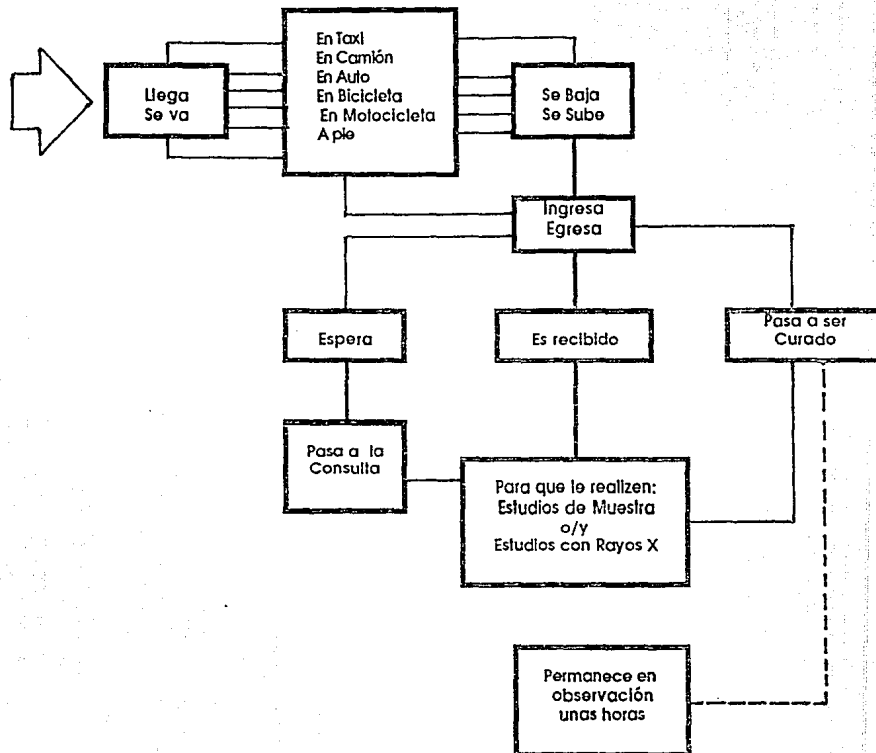 Llega
Se va
En Taxi
En Camión
En Auto
En Bicicleta
En Motocicleta
A pie
Se Baja
Se Sube
Ingresa
Egresa
Espera
Es recibido
Pasa a ser
Curado
Pasa a la
Consulta
Para que le realizen:
Estudios de Muestra
o/y
Estudios con Rayos X
Permanece en
observación
unas horas